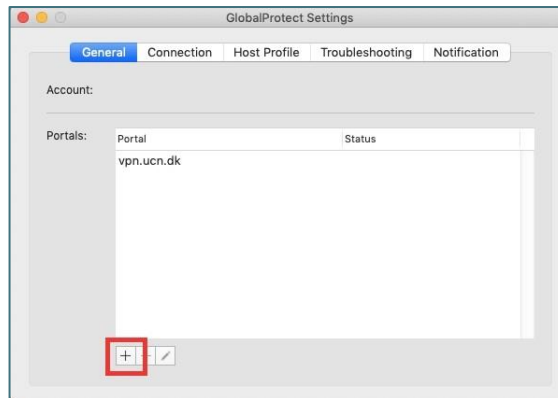 GlobalProtect Settings
General Connection Host Profile Troubleshooting Notification
Account:
Portals:
Portal Status
vpn.ucn.dk
+ −